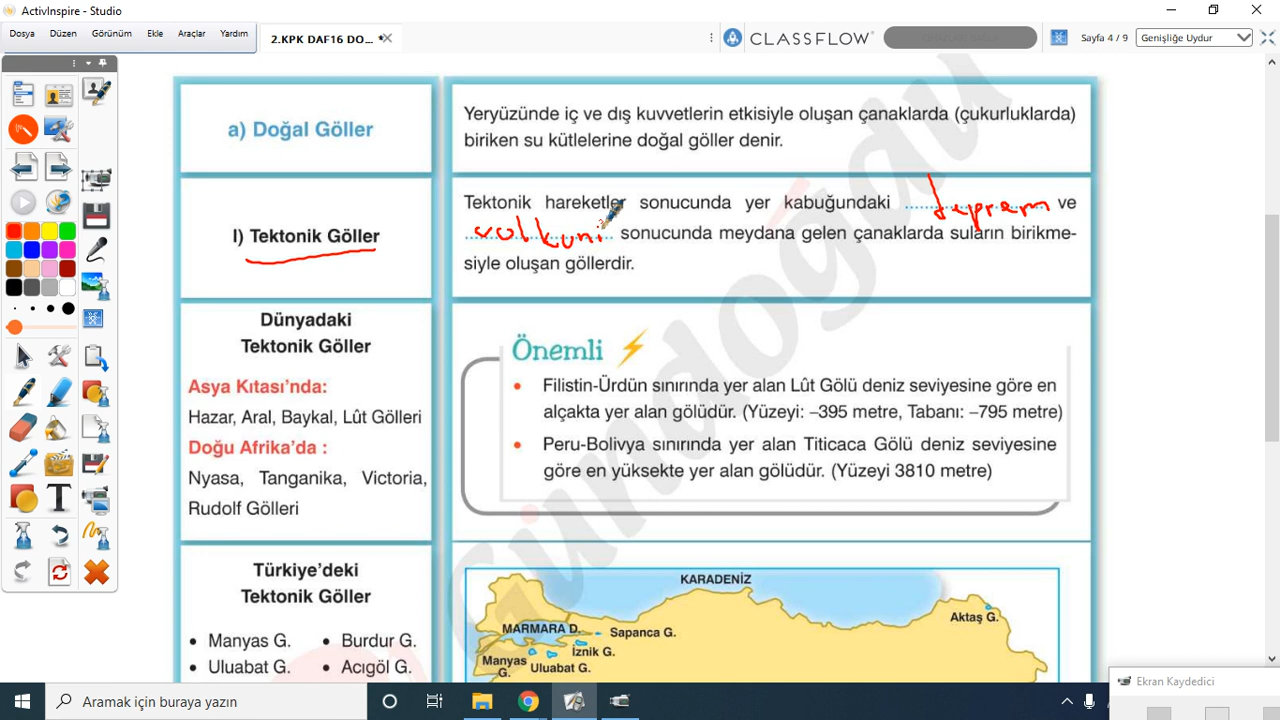 ActivInspire - Studio
Dosya Düzen Görünüm Ekle Araçlar Yardım
2.KPK DAF16 DO... *
CLASSFLOW
Sayfa 4 / 9
Genişliğe Uydur
a) Doğal Göller
Yeryüzünde iç ve dış kuvvetlerin etkisiyle oluşan çanaklarda (çukurluklarda)
biriken su kütlelerine doğal göller denir.
I) Tektonik Göller
Tektonik hareketler sonucunda yer kabuğundaki deprem ve
volkani sonucunda meydana gelen çanaklarda suların birikme-
siyle oluşan göllerdir.
Dünyadaki
Tektonik Göller
Asya Kıtası'nda:
Hazar, Aral, Baykal, Lût Gölleri
Doğu Afrika'da :
Nyasa, Tanganika, Victoria,
Rudolf Gölleri
Önemli
• Filistin-Ürdün sınırında yer alan Lût Gölü deniz seviyesine göre en
alçakta yer alan gölüdür. (Yüzeyi: –395 metre, Tabanı: –795 metre)
• Peru-Bolivya sınırında yer alan Titicaca Gölü deniz seviyesine
göre en yüksekte yer alan gölüdür. (Yüzeyi 3810 metre)
Türkiye'deki
Tektonik Göller
• Manyas G. • Burdur G.
• Uluabat G. • Acıgöl G.
KARADENİZ
MARMARA D.
Sapanca G.
İznik G.
Manyas
G.
Uluabat G.
Aktaş G.
Gündoğdu
Aramak için buraya yazın
Ekran Kaydedici